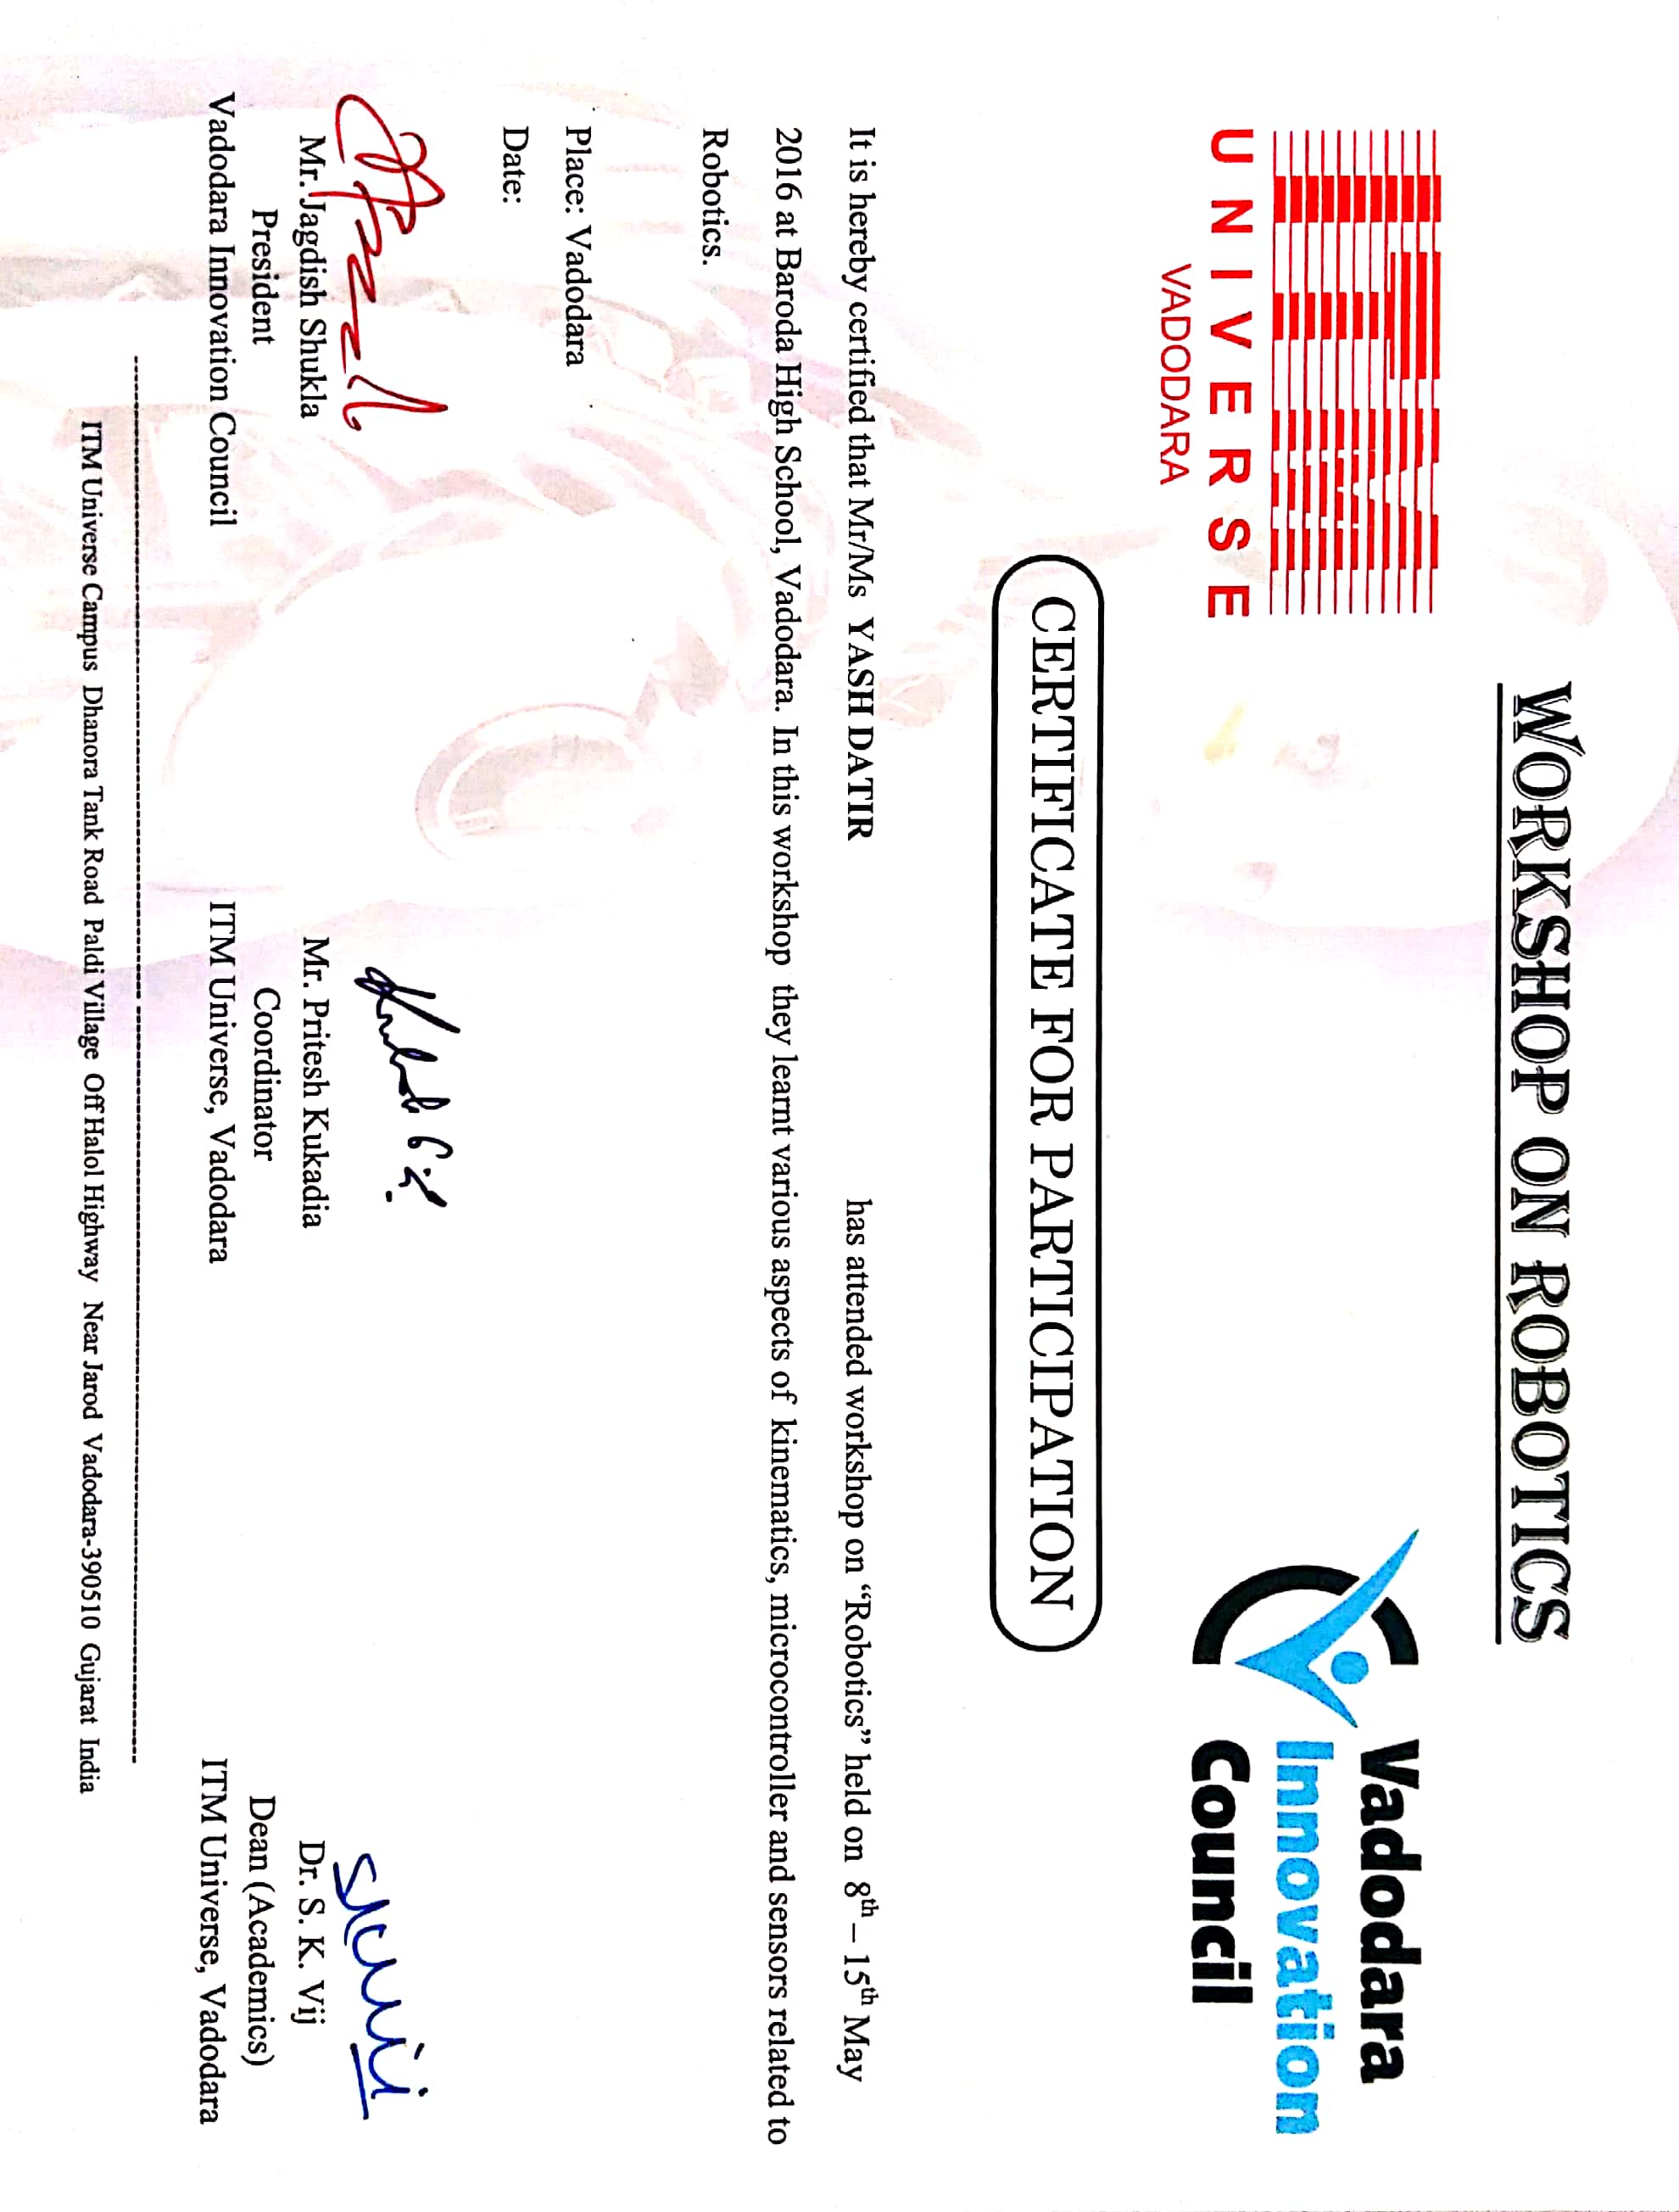 WORKSHOP ON ROBOTICS
ITM
UNIVERSE
VADODARA
Vadodara
Innovation
Council
CERTIFICATE FOR PARTICIPATION
It is hereby certified that Mr/Ms YASH DATIR has attended workshop on “Robotics” held on 8th – 15th May
2016 at Baroda High School, Vadodara. In this workshop they learnt various aspects of kinematics, microcontroller and sensors related to
Robotics.
Place: Vadodara
Date:
Mr. Jagdish Shukla
President
Vadodara Innovation Council
Mr. Pritesh Kukadia
Coordinator
ITM Universe, Vadodara
Dr. S. K. Vij
Dean (Academics)
ITM Universe, Vadodara
ITM Universe Campus Dhanora Tank Road Paldi Village Off Halol Highway Near Jarod Vadodara-390510 Gujarat India